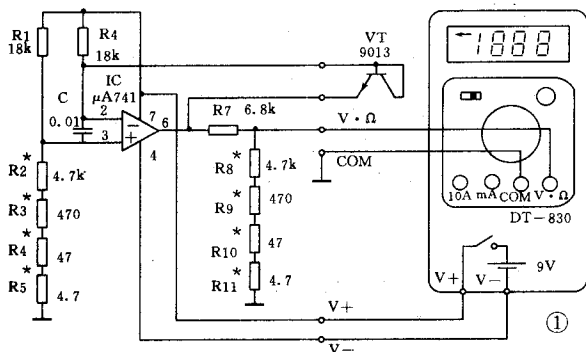 R1
18k
R4
18k
IC
μA741
C
0.01
2
3
7
6
4
R7 6.8k
VT
9013
V·Ω
COM
* R2 4.7k
* R3 470
* R4 47
* R5 4.7
* R8 4.7k
* R9 470
* R10 47
* R11 4.7
V+
V-
1888
10A mA COM V·Ω
DT-830
V+ V- 9V
①